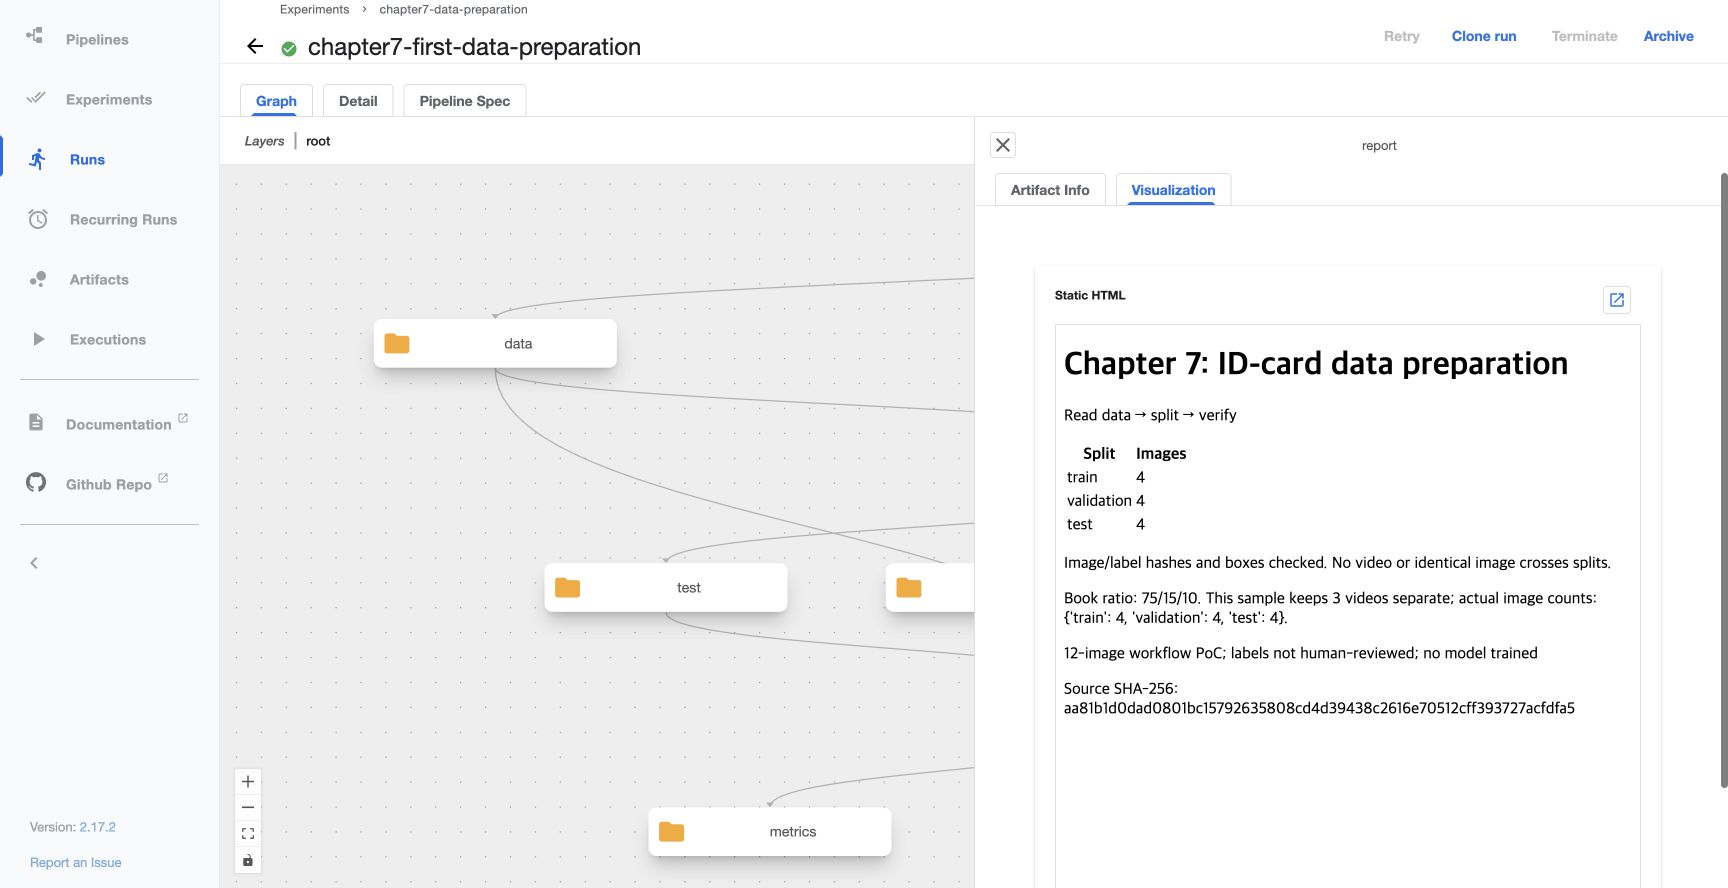 Experiments > chapter7-data-preparation
chapter7-first-data-preparation
Retry
Clone run
Terminate
Archive
Pipelines
Experiments
Runs
Recurring Runs
Artifacts
Executions
Documentation
Github Repo
Version: 2.17.2
Report an Issue
Graph
Detail
Pipeline Spec
Layers | root
data
test
metrics
report
Artifact Info
Visualization
Static HTML
Chapter 7: ID-card data preparation
Read data → split → verify
Split Images
train 4
validation 4
test 4
Image/label hashes and boxes checked. No video or identical image crosses splits.
Book ratio: 75/15/10. This sample keeps 3 videos separate; actual image counts:
{'train': 4, 'validation': 4, 'test': 4}.
12-image workflow PoC; labels not human-reviewed; no model trained
Source SHA-256:
aa81b1d0dad0801bc15792635808cd4d39438c2616e70512cff393727acfdfa5